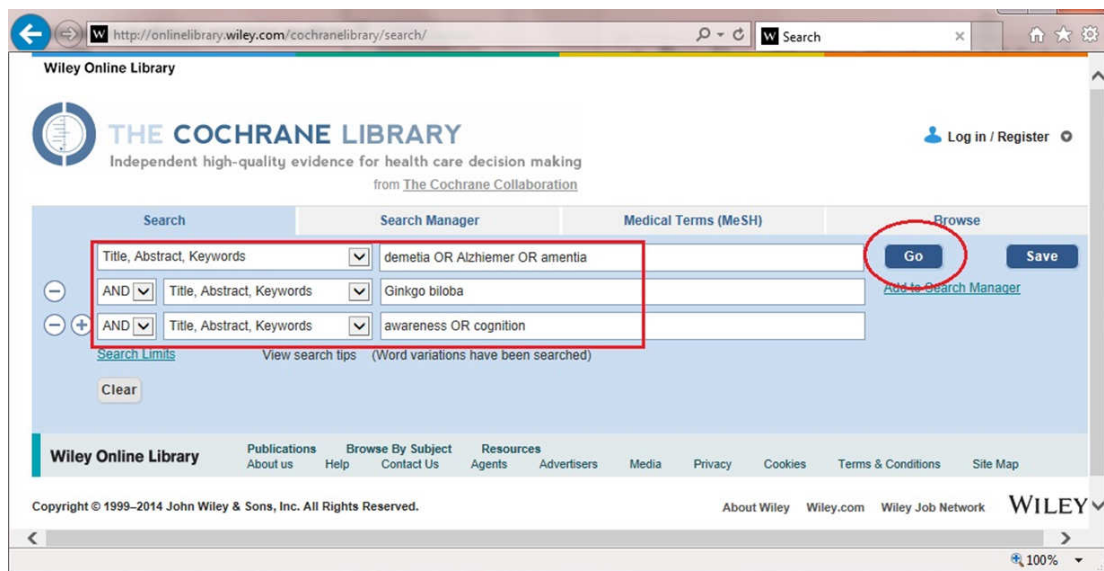 http://onlinelibrary.wiley.com/cochranelibrary/search/ W Search
Wiley Online Library
THE COCHRANE LIBRARY
Independent high-quality evidence for health care decision making
from The Cochrane Collaboration
Log in / Register
Search Search Manager Medical Terms (MeSH) Browse
Title, Abstract, Keywords demetia OR Alzhiemer OR amentia Go Save
AND Title, Abstract, Keywords Ginkgo biloba Add to Search Manager
AND Title, Abstract, Keywords awareness OR cognition
Search Limits View search tips (Word variations have been searched)
Clear
Wiley Online Library
Publications Browse By Subject Resources
About us Help Contact Us Agents Advertisers Media Privacy Cookies Terms & Conditions Site Map
Copyright © 1999–2014 John Wiley & Sons, Inc. All Rights Reserved. About Wiley Wiley.com Wiley Job Network WILEY
100%